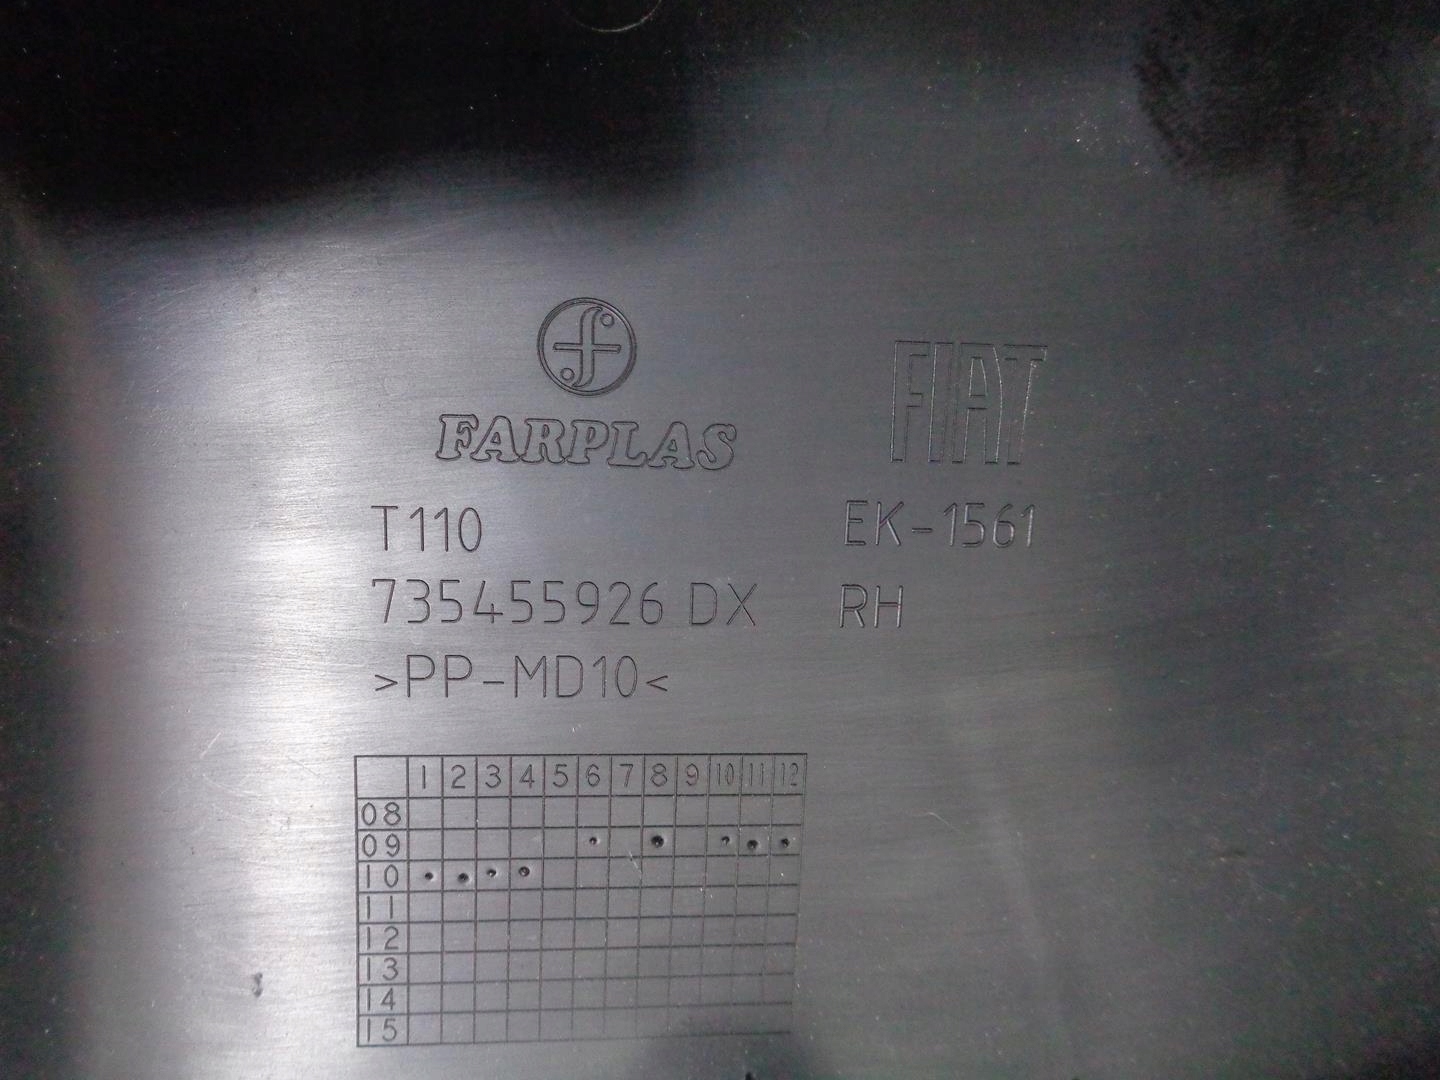 f
FARPLAS
FIAT
T110
EK-1561
735455926 DX
RH
>PP-MD10<
1 2 3 4 5 6 7 8 9 10 11 12
08
09
10
11
12
13
14
15